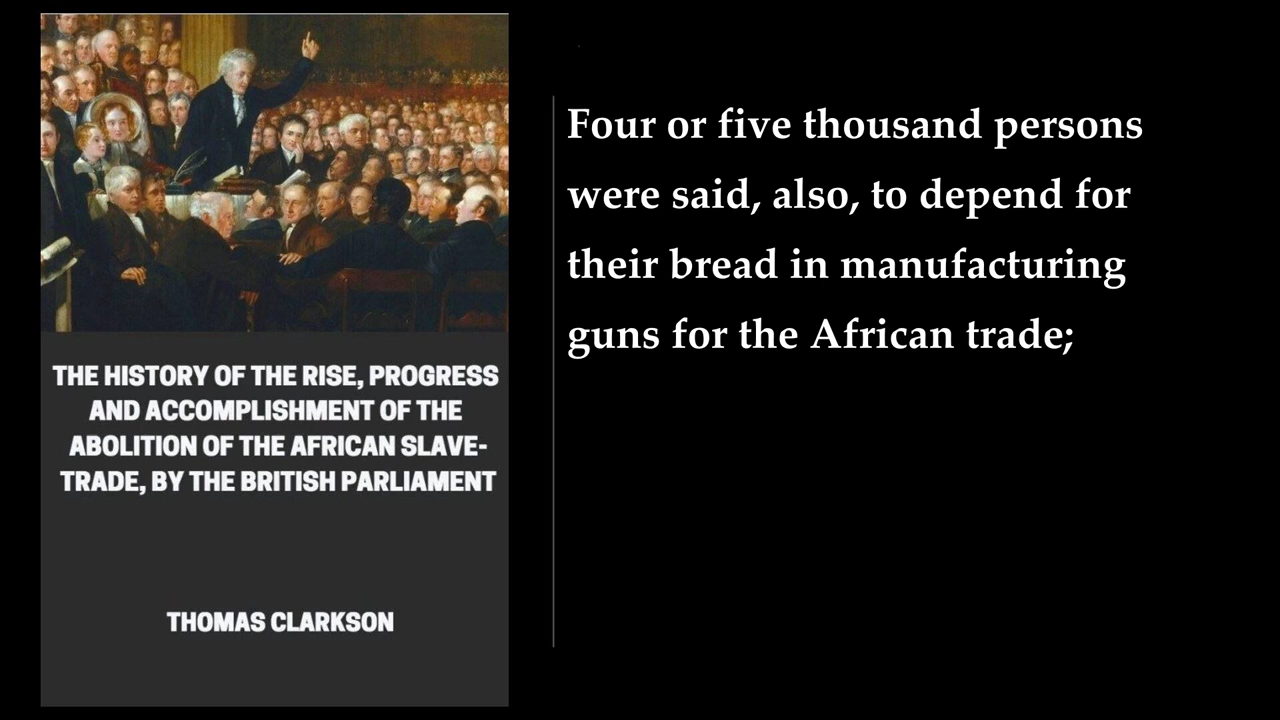 THE HISTORY OF THE RISE, PROGRESS
AND ACCOMPLISHMENT OF THE
ABOLITION OF THE AFRICAN SLAVE-
TRADE, BY THE BRITISH PARLIAMENT
THOMAS CLARKSON
Four or five thousand persons
were said, also, to depend for
their bread in manufacturing
guns for the African trade;